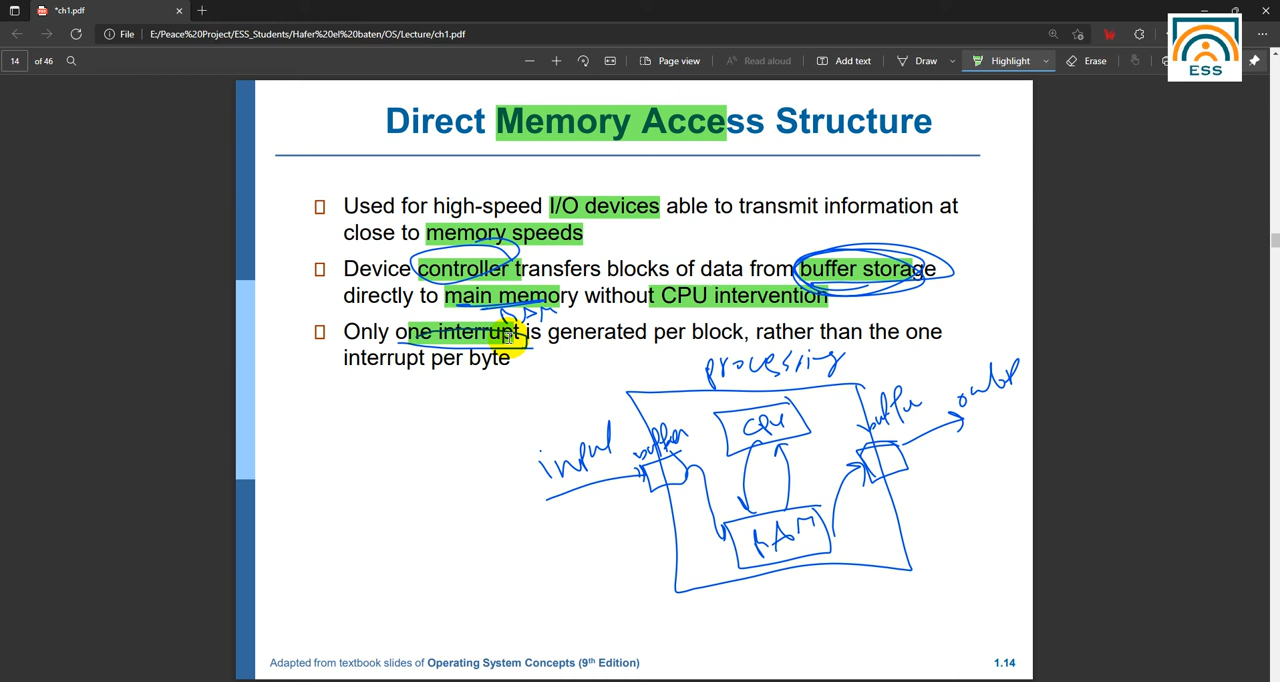 *ch1.pdf
File
E:/Peace%20Project/ESS_Students/Hafer%20el%20baten/OS/Lecture/ch1.pdf
14 of 46
Page view
Read aloud
Add text
Draw
Highlight
Erase
ESS
Direct Memory Access Structure
Used for high-speed I/O devices able to transmit information at
close to memory speeds
Device controller transfers blocks of data from buffer storage
directly to main memory without CPU intervention
RAM
Only one interrupt is generated per block, rather than the one
interrupt per byte
processing
input
buffer
CPU
buffer
RAM
Adapted from textbook slides of Operating System Concepts (9th Edition)
1.14